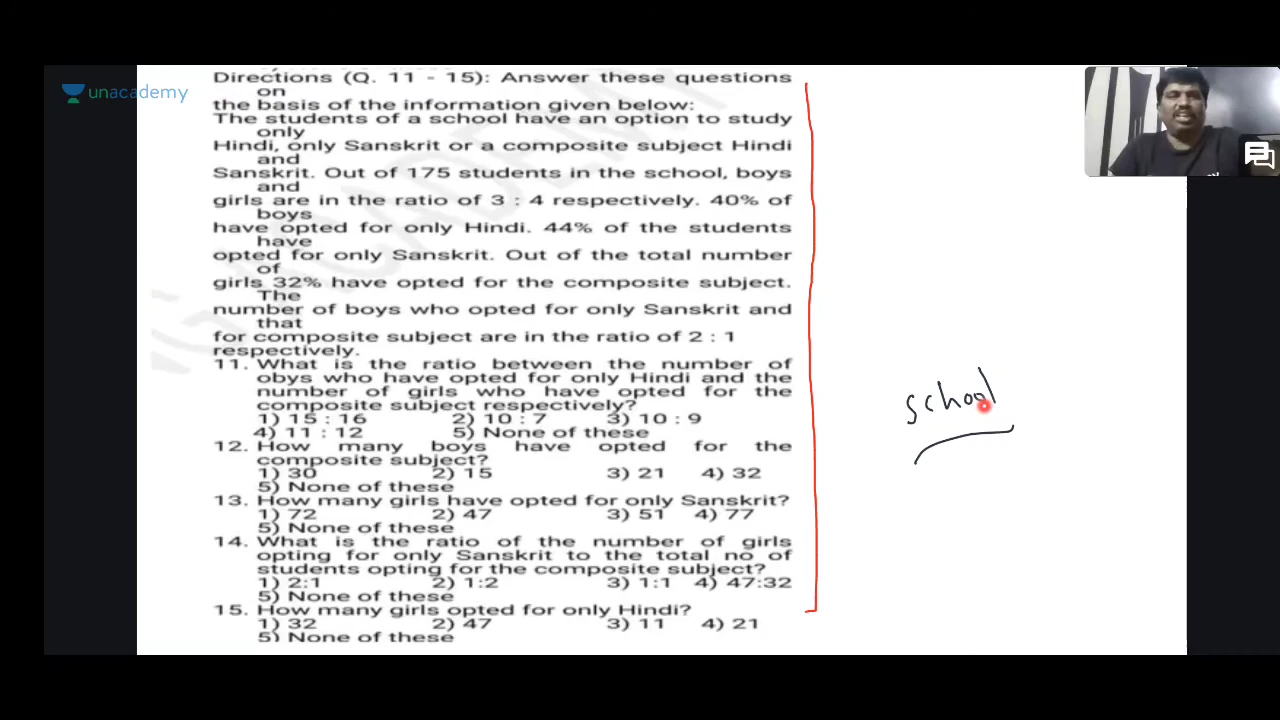 unacademy
Directions (Q. 11 - 15): Answer these questions
on
the basis of the information given below:
The students of a school have an option to study
only
Hindi, only Sanskrit or a composite subject Hindi
and
Sanskrit. Out of 175 students in the school, boys
and
girls are in the ratio of 3 : 4 respectively. 40% of
boys
have opted for only Hindi. 44% of the students
have
opted for only Sanskrit. Out of the total number
of
girls 32% have opted for the composite subject.
The
number of boys who opted for only Sanskrit and
that
for composite subject are in the ratio of 2 : 1
respectively.
11. What is the ratio between the number of
obys who have opted for only Hindi and the
number of girls who have opted for the
composite subject respectively?
1) 15 : 16 2) 10 : 7 3) 10 : 9
4) 11 : 12 5) None of these
12. How many boys have opted for the
composite subject?
1) 30 2) 15 3) 21 4) 32
5) None of these
13. How many girls have opted for only Sanskrit?
1) 72 2) 47 3) 51 4) 77
5) None of these
14. What is the ratio of the number of girls
opting for only Sanskrit to the total no of
students opting for the composite subject?
1) 2:1 2) 1:2 3) 1:1 4) 47:32
5) None of these
15. How many girls opted for only Hindi?
1) 32 2) 47 3) 11 4) 21
5) None of these
school